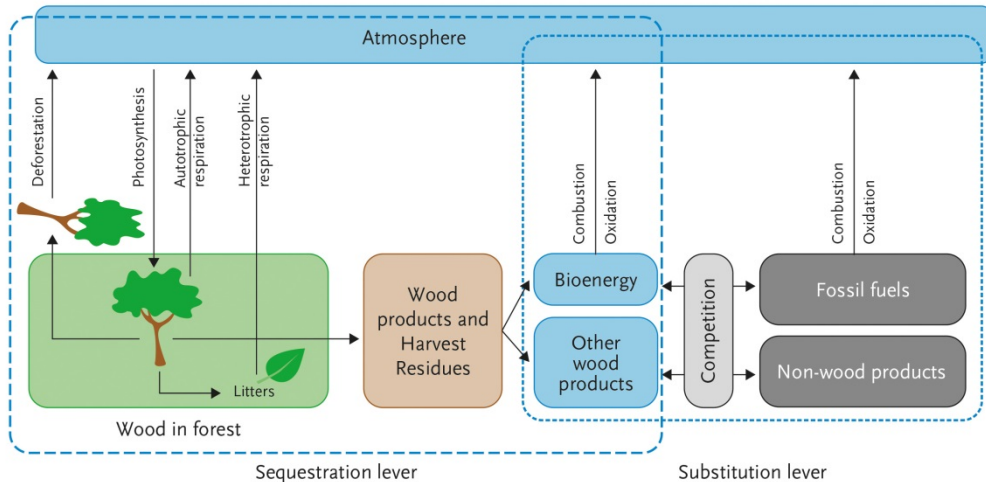 Atmosphere
Deforestation
Photosynthesis
Autotrophic
respiration
Heterotrophic
respiration
Combustion
Oxidation
Combustion
Oxidation
Litters
Wood in forest
Wood
products and
Harvest
Residues
Bioenergy
Other
wood
products
Competition
Fossil fuels
Non-wood products
Sequestration lever
Substitution lever